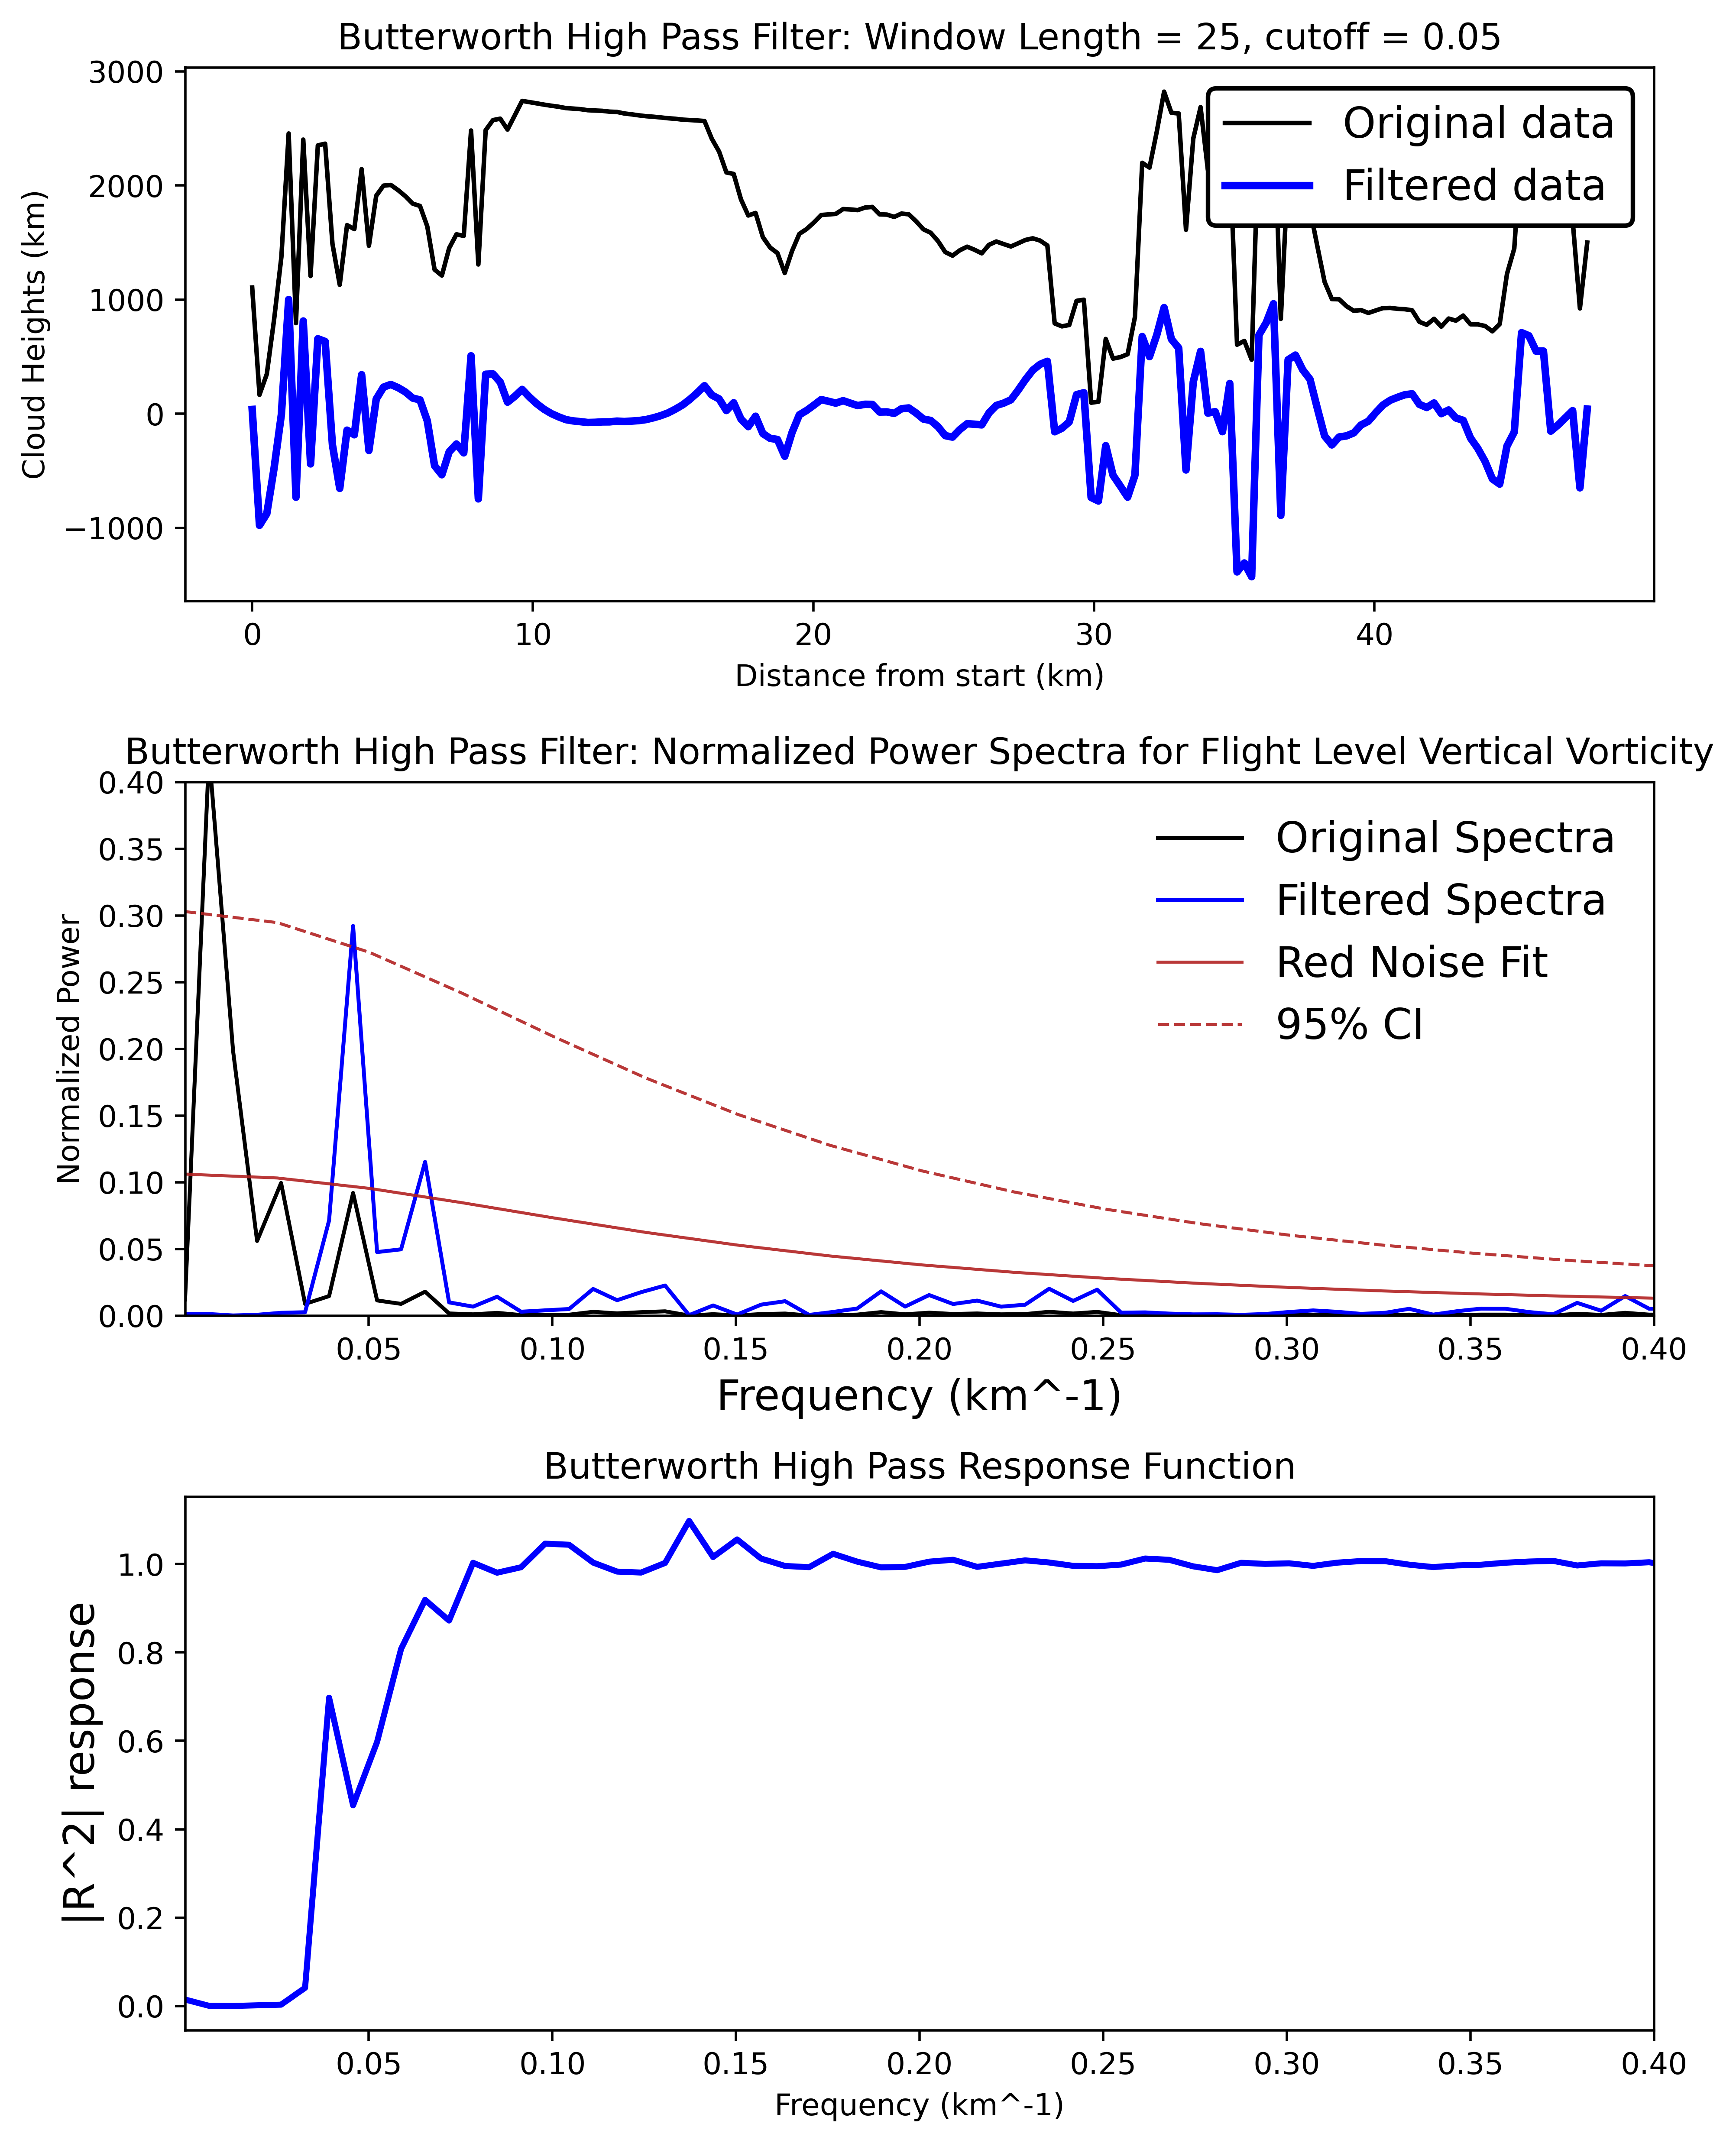 Butterworth High Pass Filter: Window Length = 25, cutoff = 0.05
3000
2000
1000
0
−1000
Cloud Heights (km)
Original data
Filtered data
0 10 20 30 40
Distance from start (km)
Butterworth High Pass Filter: Normalized Power Spectra for Flight Level Vertical Vorticity
0.40
0.35
0.30
0.25
0.20
0.15
0.10
0.05
0.00
Normalized Power
Original Spectra
Filtered Spectra
Red Noise Fit
95% CI
0.05 0.10 0.15 0.20 0.25 0.30 0.35 0.40
Frequency (km^-1)
Butterworth High Pass Response Function
1.0
0.8
0.6
0.4
0.2
0.0
|R^2| response
0.05 0.10 0.15 0.20 0.25 0.30 0.35 0.40
Frequency (km^-1)